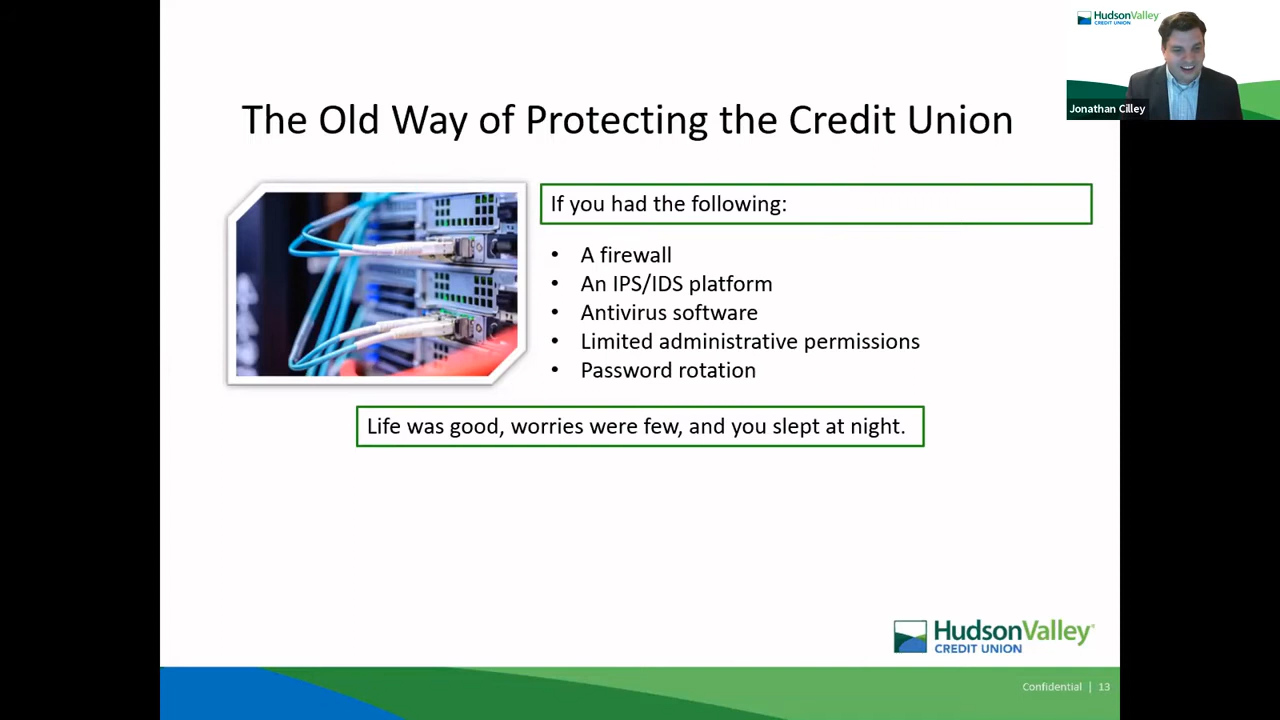 HudsonValley
CREDIT UNION
Jonathan Cilley
The Old Way of Protecting the Credit Union
If you had the following:
• A firewall
• An IPS/IDS platform
• Antivirus software
• Limited administrative permissions
• Password rotation
Life was good, worries were few, and you slept at night.
HudsonValley®
CREDIT UNION
Confidential | 13